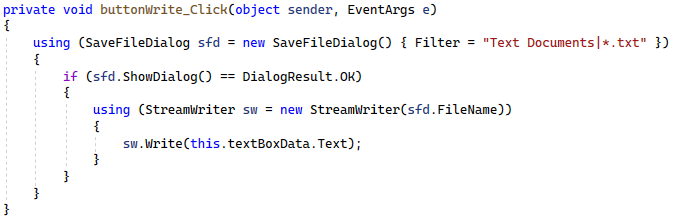 private void buttonWrite_Click(object sender, EventArgs e)
{
    using (SaveFileDialog sfd = new SaveFileDialog() { Filter = "Text Documents|*.txt" })
    {
        if (sfd.ShowDialog() == DialogResult.OK)
        {
            using (StreamWriter sw = new StreamWriter(sfd.FileName))
            {
                sw.Write(this.textBoxData.Text);
            }
        }
    }
}